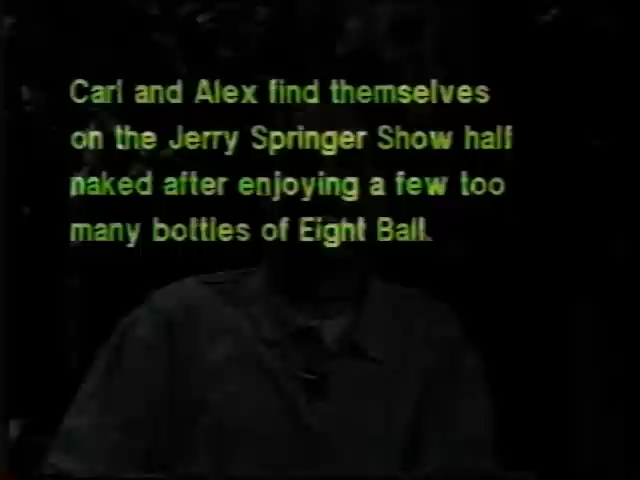 Carl and Alex find themselves
on the Jerry Springer Show half
naked after enjoying a few too
many bottles of Eight Ball.